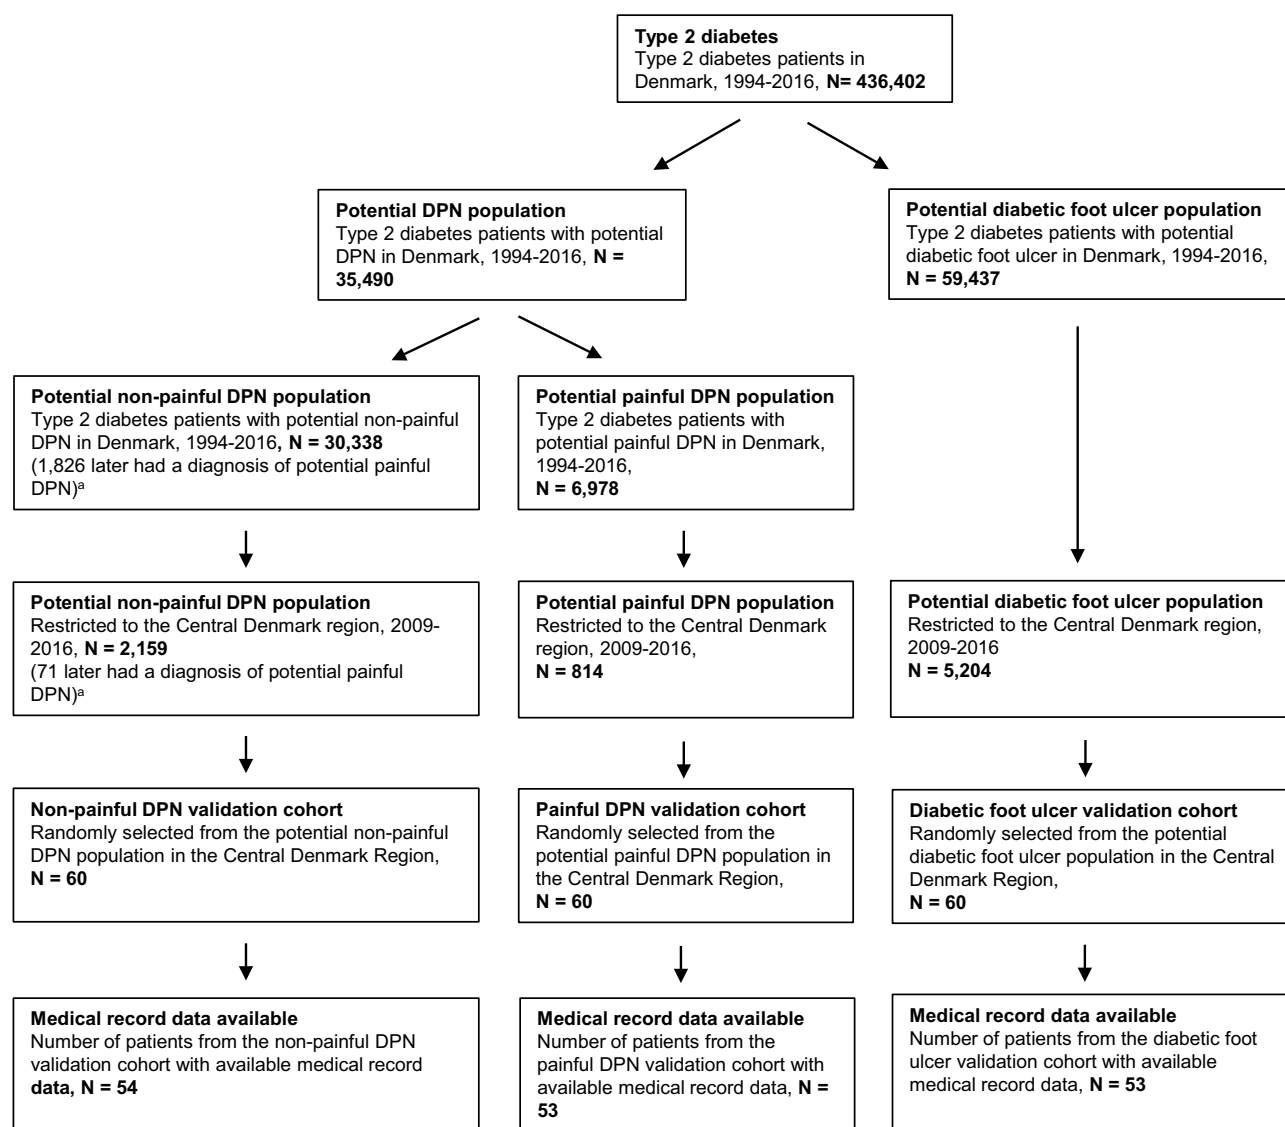 Type 2 diabetes
Type 2 diabetes patients in
Denmark, 1994-2016, N= 436,402
Potential DPN population
Type 2 diabetes patients with potential
DPN in Denmark, 1994-2016, N =
35,490
Potential diabetic foot ulcer population
Type 2 diabetes patients with potential
diabetic foot ulcer in Denmark, 1994-2016,
N = 59,437
Potential non-painful DPN population
Type 2 diabetes patients with potential non-painful
DPN in Denmark, 1994-2016, N = 30,338
(1,826 later had a diagnosis of potential painful
DPN)ᵃ
Potential painful DPN population
Type 2 diabetes patients with
potential painful DPN in Denmark,
1994-2016,
N = 6,978
Potential non-painful DPN population
Restricted to the Central Denmark region, 2009-
2016, N = 2,159
(71 later had a diagnosis of potential painful
DPN)ᵃ
Potential painful DPN population
Restricted to the Central Denmark
region, 2009-2016,
N = 814
Potential diabetic foot ulcer population
Restricted to the Central Denmark region,
2009-2016
N = 5,204
Non-painful DPN validation cohort
Randomly selected from the potential non-painful
DPN population in the Central Denmark Region,
N = 60
Painful DPN validation cohort
Randomly selected from the
potential painful DPN population in
the Central Denmark Region,
N = 60
Diabetic foot ulcer validation cohort
Randomly selected from the potential
diabetic foot ulcer population in the Central
Denmark Region,
N = 60
Medical record data available
Number of patients from the non-painful DPN
validation cohort with available medical record
data, N = 54
Medical record data available
Number of patients from the
painful DPN validation cohort with
available medical record data, N =
53
Medical record data available
Number of patients from the diabetic foot
ulcer validation cohort with available
medical record data, N = 53